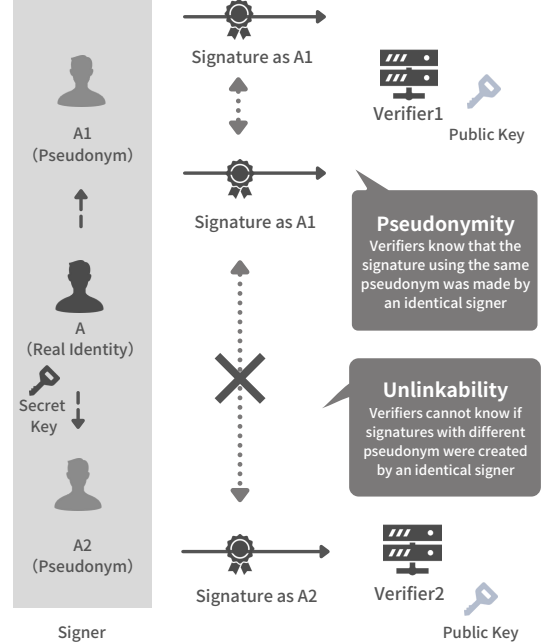 Signature as A1
Verifier1
Public Key
A1
(Pseudonym)
Signature as A1
Pseudonymity
Verifiers know that the
signature using the same
pseudonym was made by
an identical signer
A
(Real Identity)
Secret
Key
Unlinkability
Verifiers cannot know if
signatures with different
pseudonym were created
by an identical signer
A2
(Pseudonym)
Signature as A2
Verifier2
Public Key
Signer